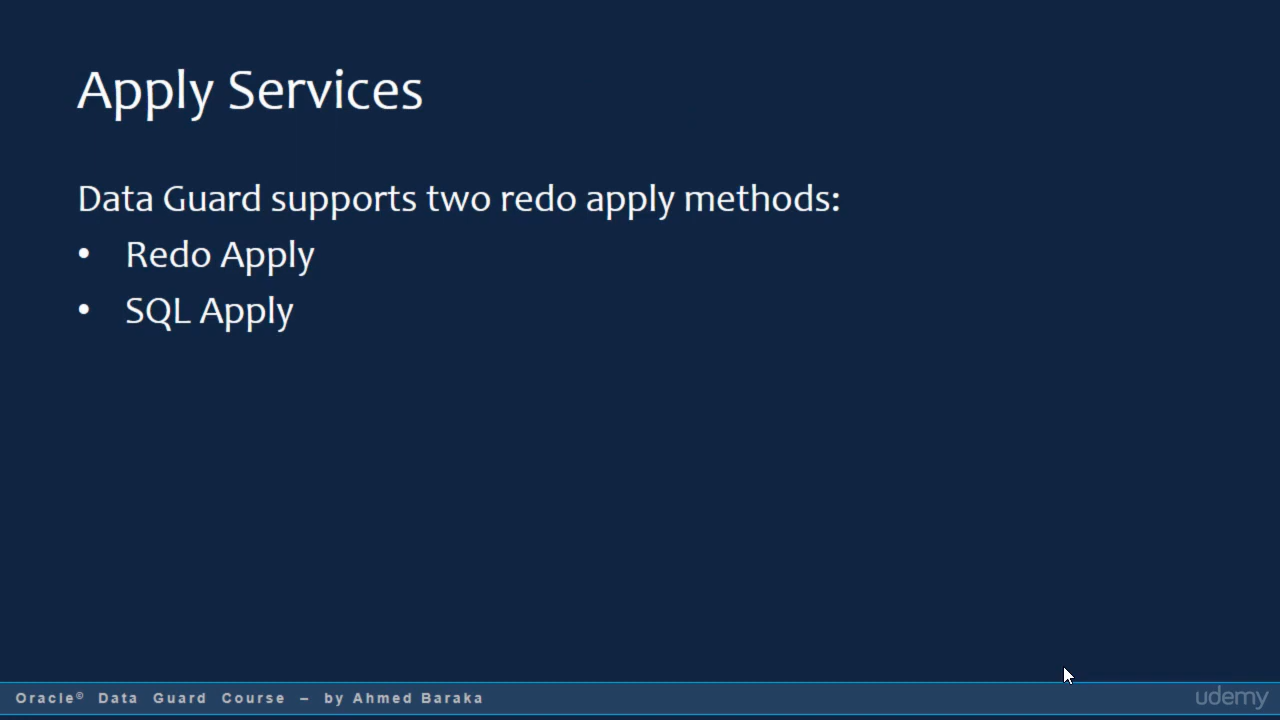 Apply Services
Data Guard supports two redo apply methods:
• Redo Apply
• SQL Apply
Oracle© Data Guard Course – by Ahmed Baraka
udemy